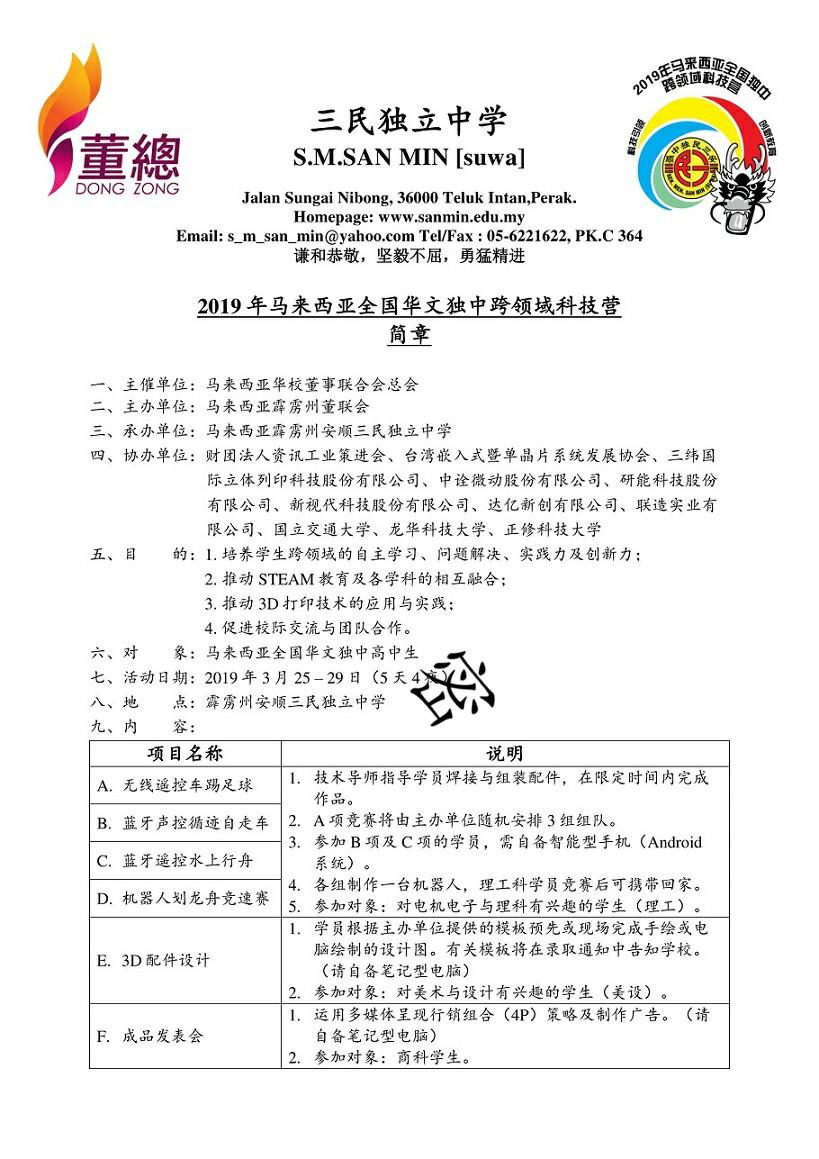 董總
DONG ZONG
2019年马来西亚全国独中
跨领域科技营
科技引领
创新教育
三民独立中学
S.M.SAN MIN [suwa]
Jalan Sungai Nibong, 36000 Teluk Intan,Perak.
Homepage: www.sanmin.edu.my
Email: s_m_san_min@yahoo.com Tel/Fax : 05-6221622, PK.C 364
谦和恭敬，坚毅不屈，勇猛精进
2019 年马来西亚全国华文独中跨领域科技营
简章
一、主催单位：马来西亚华校董事联合会总会
二、主办单位：马来西亚霹雳州董联会
三、承办单位：马来西亚霹雳州安顺三民独立中学
四、协办单位：财团法人资讯工业策进会、台湾嵌入式暨单晶片系统发展协会、三纬国
际立体列印科技股份有限公司、中诠微动股份有限公司、研能科技股份
有限公司、新视代科技股份有限公司、达亿新创有限公司、联造实业有
限公司、国立交通大学、龙华科技大学、正修科技大学
五、目　　的：1. 培养学生跨领域的自主学习、问题解决、实践力及创新力；
2. 推动 STEAM 教育及各学科的相互融合；
3. 推动 3D 打印技术的应用与实践；
4. 促进校际交流与团队合作。
六、对　　象：马来西亚全国华文独中高中生
七、活动日期：2019 年 3 月 25 – 29 日（5 天 4 夜）
密
八、地　　点：霹雳州安顺三民独立中学
九、内　　容：
项目名称 说明
A. 无线遥控车踢足球
B. 蓝牙声控循迹自走车
C. 蓝牙遥控水上行舟
D. 机器人划龙舟竞速赛
1. 技术导师指导学员焊接与组装配件，在限定时间内完成
作品。
2. A 项竞赛将由主办单位随机安排 3 组组队。
3. 参加 B 项及 C 项的学员，需自备智能型手机（Android
系统）。
4. 各组制作一台机器人，理工科学员竞赛后可携带回家。
5. 参加对象：对电机电子与理科有兴趣的学生（理工）。
E. 3D 配件设计
1. 学员根据主办单位提供的模板预先或现场完成手绘或电
脑绘制的设计图。有关模板将在录取通知中告知学校。
（请自备笔记型电脑）
2. 参加对象：对美术与设计有兴趣的学生（美设）。
F. 成品发表会
1. 运用多媒体呈现行销组合（4P）策略及制作广告。（请
自备笔记型电脑）
2. 参加对象：商科学生。